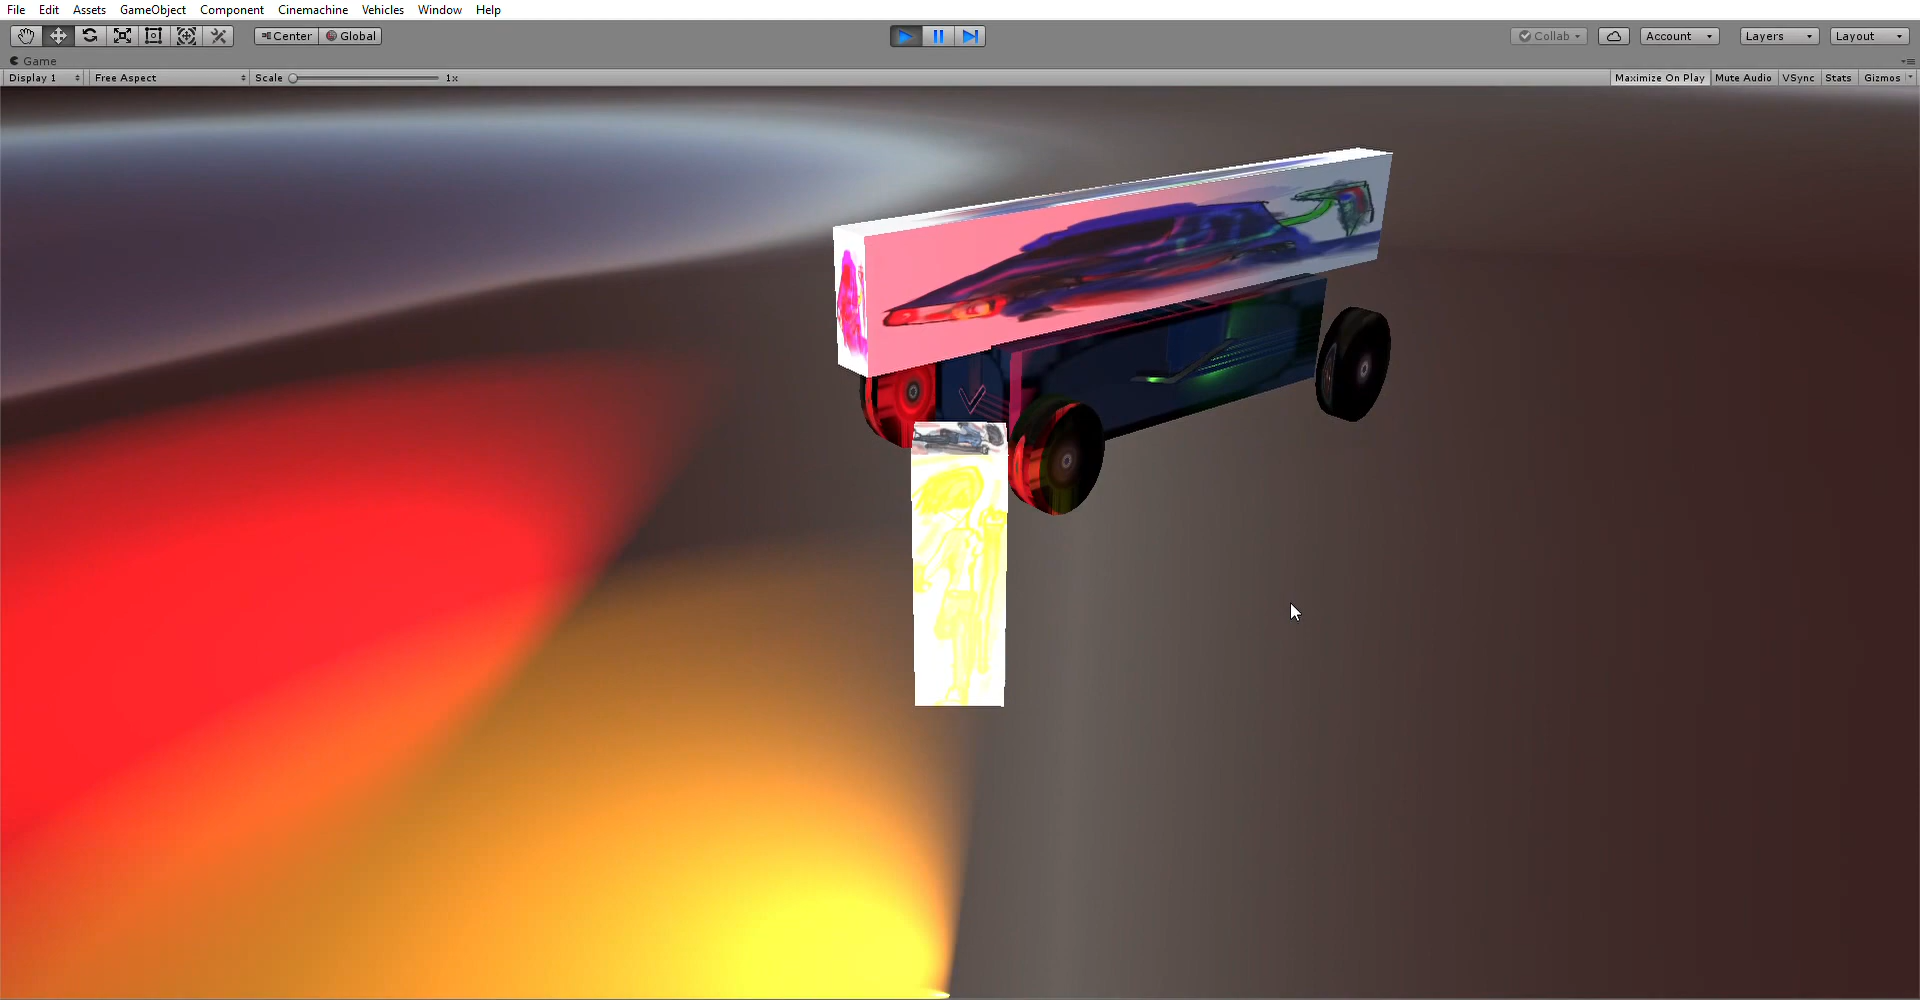 File Edit Assets GameObject Component Cinemachine Vehicles Window Help
Center Global Collab Account Layers Layout
Game
Display 1 Free Aspect Scale 1x Maximize On Play Mute Audio VSync Stats Gizmos